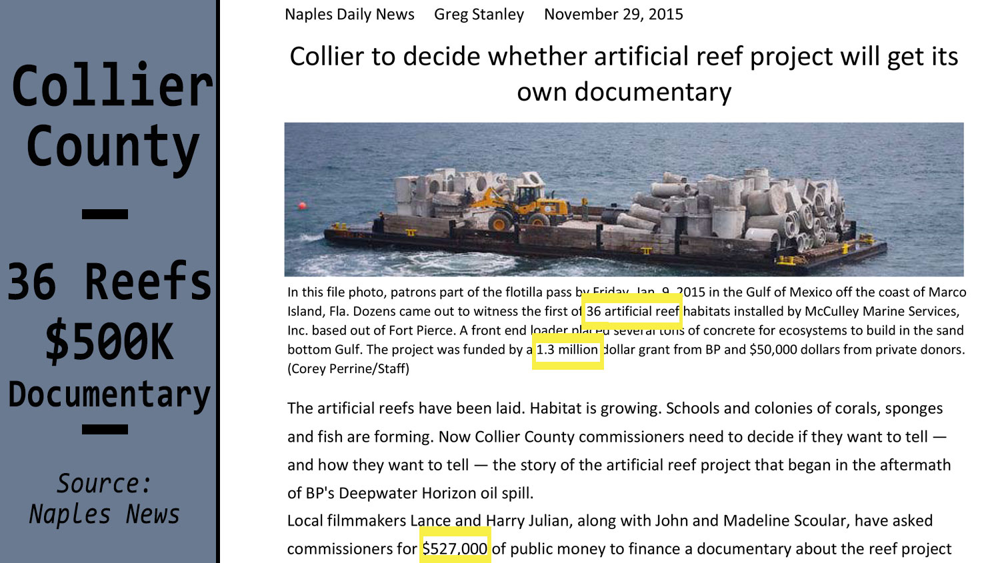 Collier
County
36 Reefs
$500K
Documentary
Source:
Naples News
Naples Daily News Greg Stanley November 29, 2015
Collier to decide whether artificial reef project will get its
own documentary
In this file photo, patrons part of the flotilla pass by Friday, Jan. 9, 2015 in the Gulf of Mexico off the coast of Marco
Island, Fla. Dozens came out to witness the first of 36 artificial reef habitats installed by McCulley Marine Services,
Inc. based out of Fort Pierce. A front end loader placed several tons of concrete for ecosystems to build in the sand
bottom Gulf. The project was funded by a 1.3 million dollar grant from BP and $50,000 dollars from private donors.
(Corey Perrine/Staff)
The artificial reefs have been laid. Habitat is growing. Schools and colonies of corals, sponges
and fish are forming. Now Collier County commissioners need to decide if they want to tell —
and how they want to tell — the story of the artificial reef project that began in the aftermath
of BP's Deepwater Horizon oil spill.
Local filmmakers Lance and Harry Julian, along with John and Madeline Scoular, have asked
commissioners for $527,000 of public money to finance a documentary about the reef project